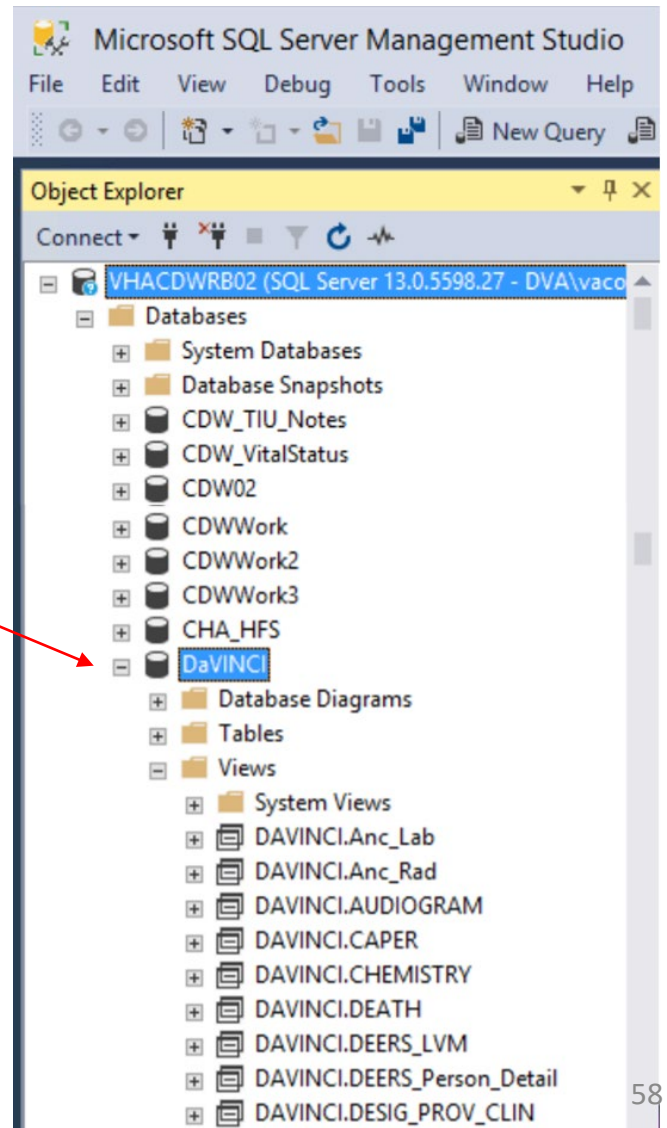 Microsoft SQL Server Management Studio
File Edit View Debug Tools Window Help
New Query
Object Explorer
Connect
VHACDWRB02 (SQL Server 13.0.5598.27 - DVA\vaco
Databases
System Databases
Database Snapshots
CDW_TIU_Notes
CDW_VitalStatus
CDW02
CDWWork
CDWWork2
CDWWork3
CHA_HFS
DaVINCI
Database Diagrams
Tables
Views
System Views
DAVINCI.Anc_Lab
DAVINCI.Anc_Rad
DAVINCI.AUDIOGRAM
DAVINCI.CAPER
DAVINCI.CHEMISTRY
DAVINCI.DEATH
DAVINCI.DEERS_LVM
DAVINCI.DEERS_Person_Detail
DAVINCI.DESIG_PROV_CLIN
58